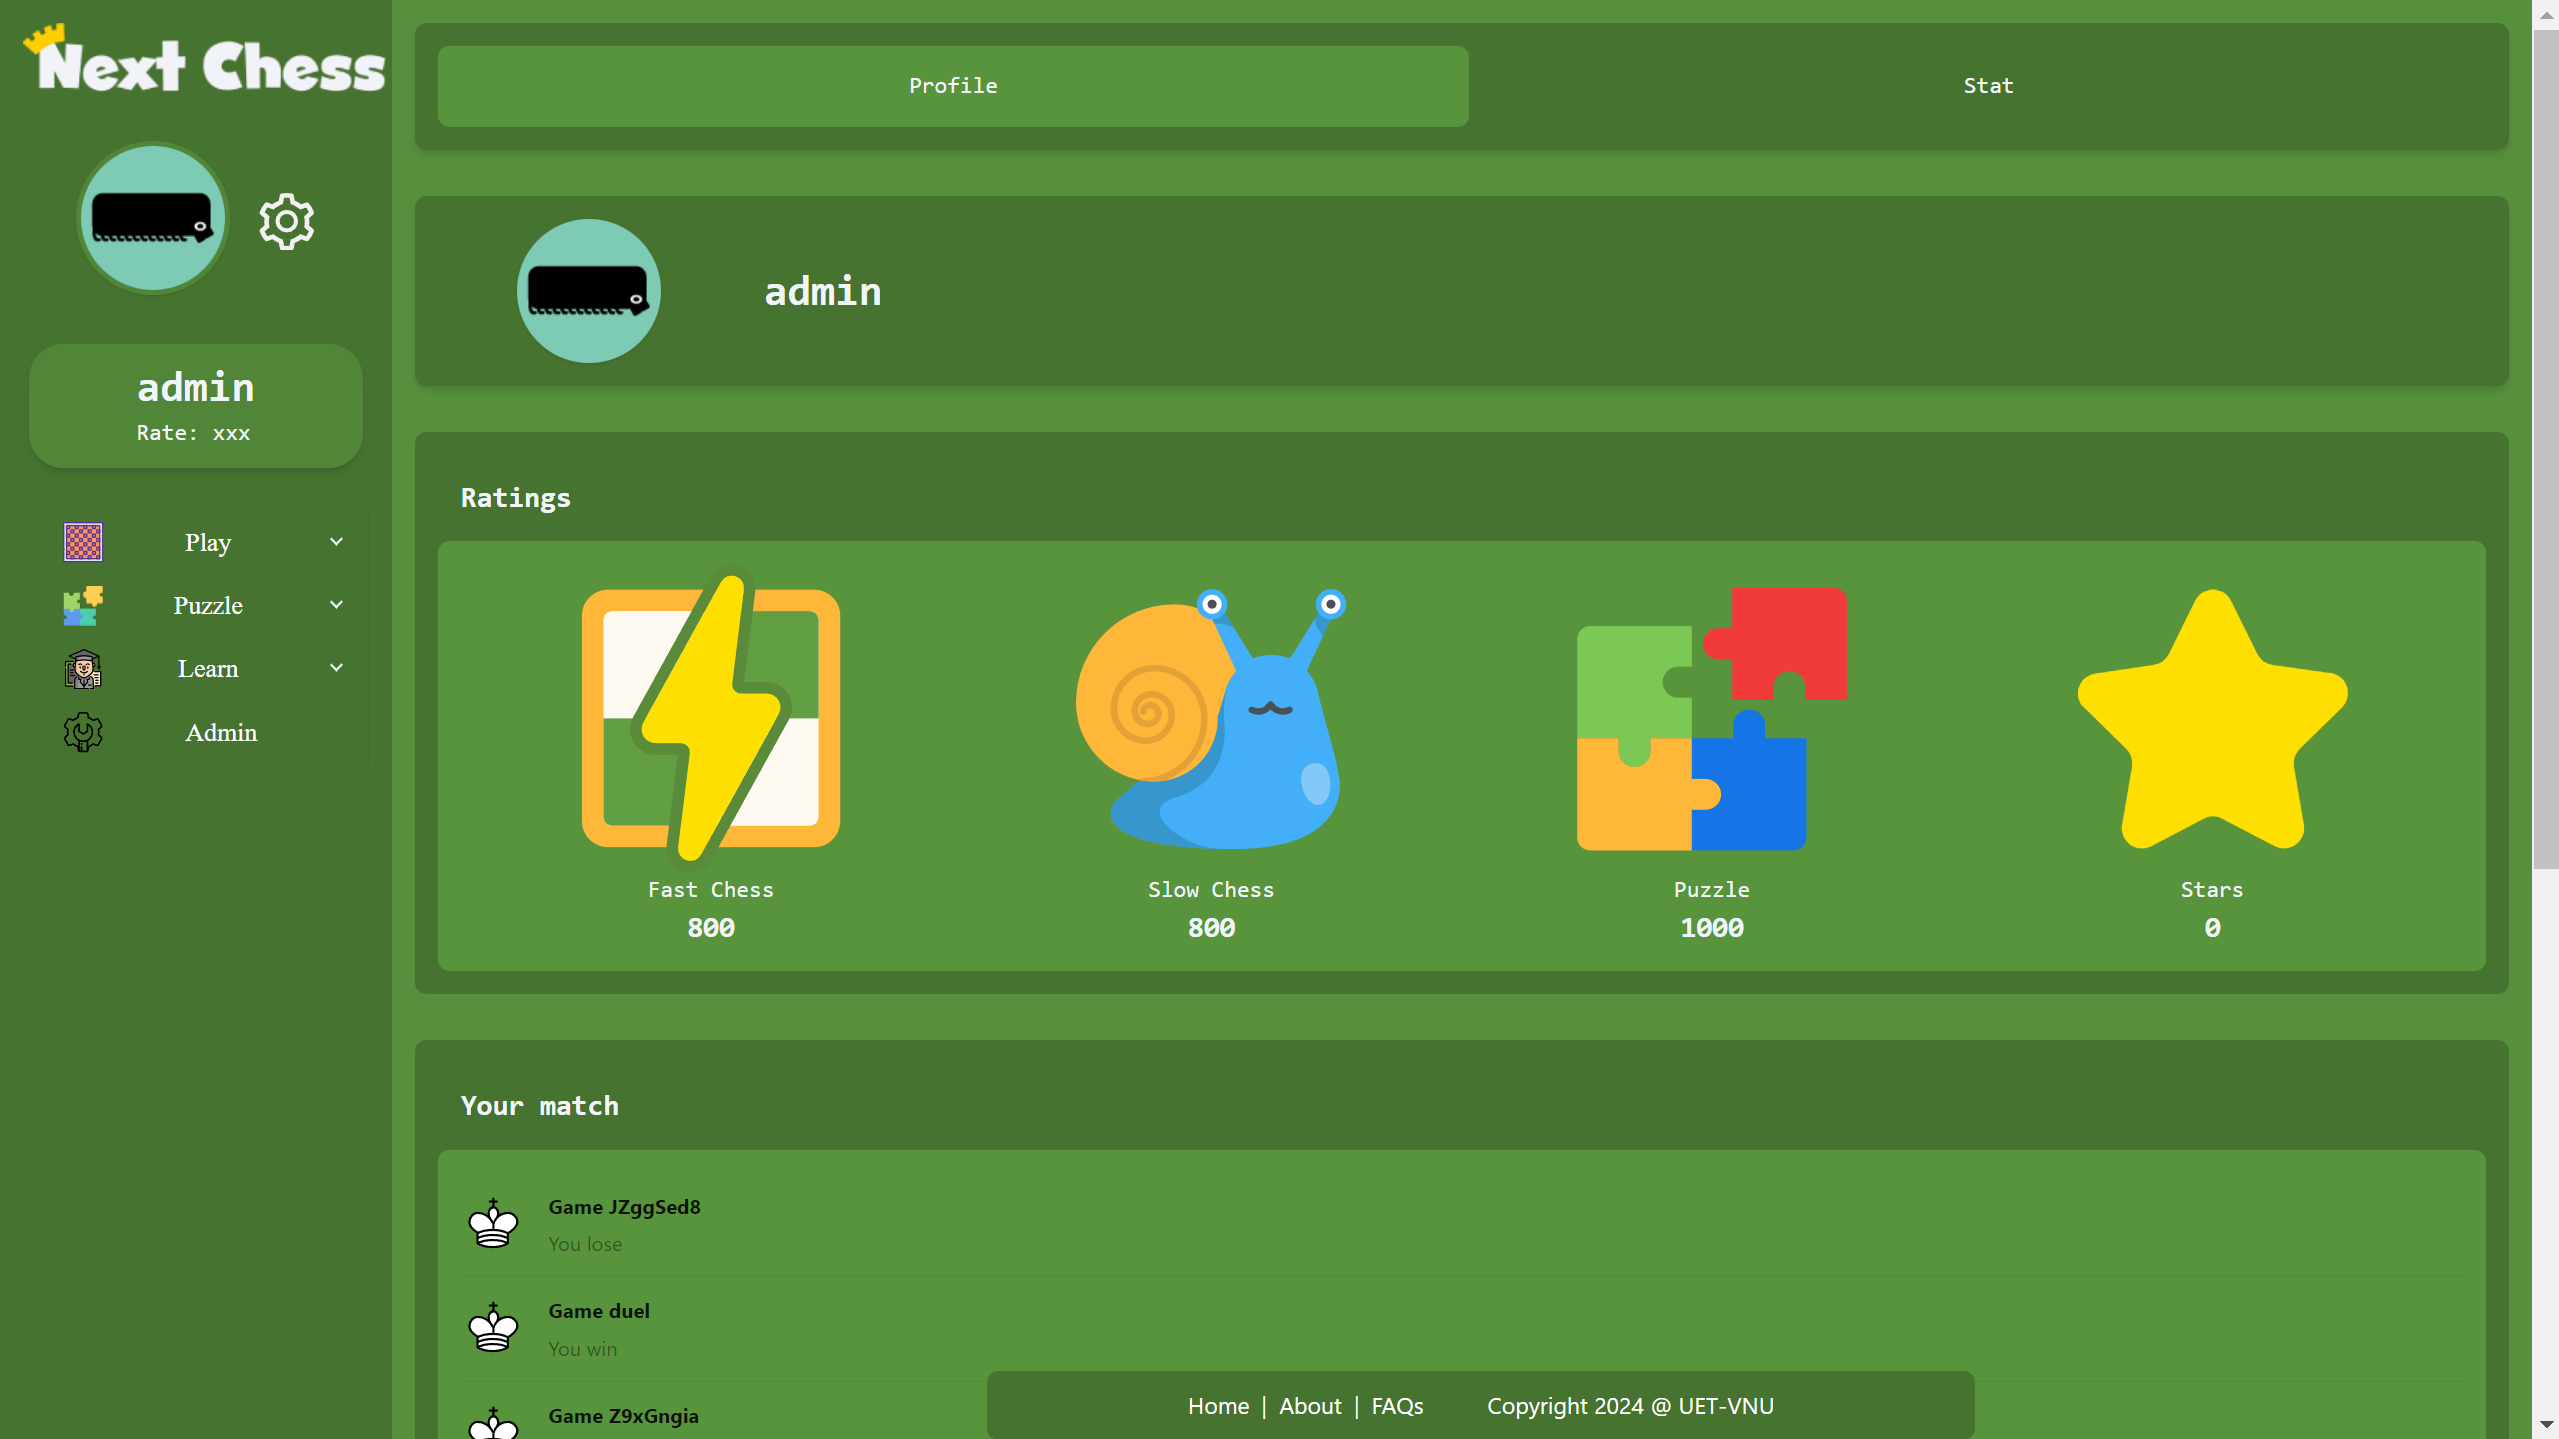 Next Chess
admin
Rate: xxx
Play
Puzzle
Learn
Admin
Profile
Stat
admin
Ratings
Fast Chess
800
Slow Chess
800
Puzzle
1000
Stars
0
Your match
Game JZggSed8
You lose
Game duel
You win
Game Z9xGngia
Home | About | FAQs Copyright 2024 @ UET-VNU